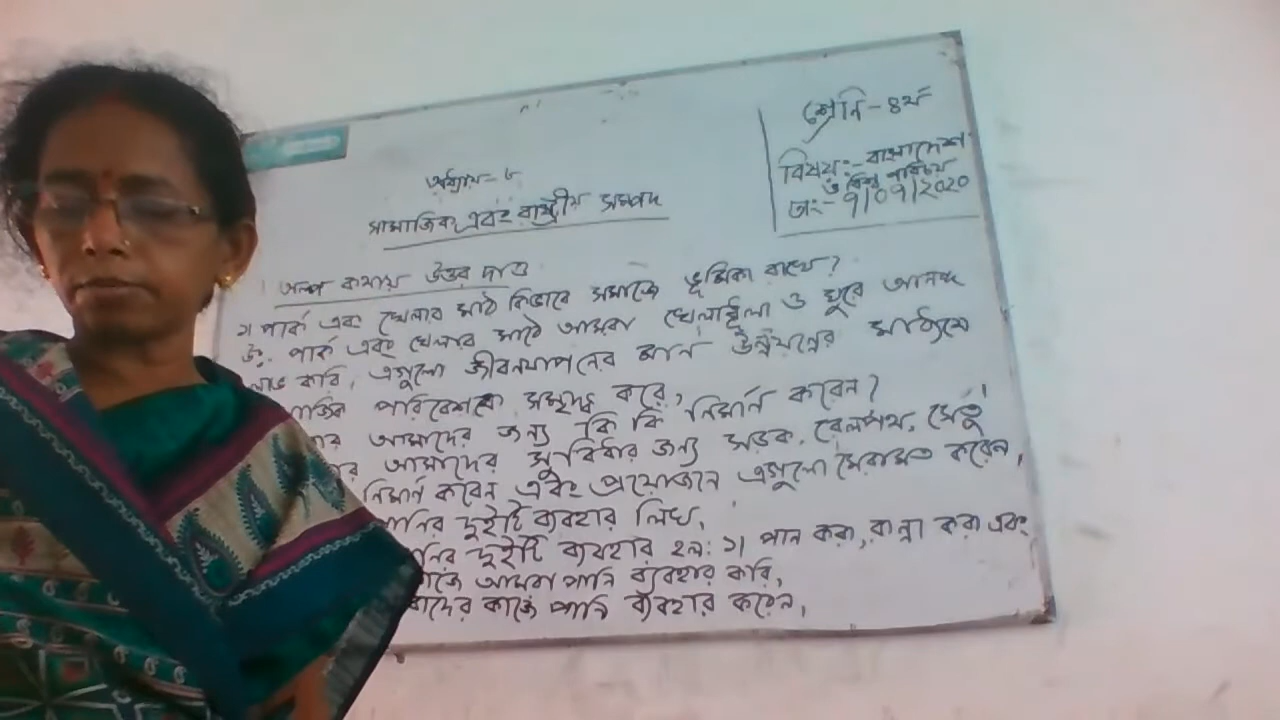 শ্রেনি - ৪র্থ
বিষয়:- বাংলাদেশ
ও বিশ্ব পরিচয়
তাং:- ৭/০৭/২০২০
অধ্যায় - ৮
সামাজিক এবং রাষ্ট্রীয় সম্পদ
অল্প কথায় উত্তর দাও
১। পার্ক এবং খেলার মাঠ কিভাবে সমাজে ভূমিকা রাখে?
উঃ পার্ক এবং খেলার মাঠে আমরা খেলাধুলা ও ঘুরে আনন্দ
লাভ করি, এগুলো জীবনযাপনের মান উন্নয়নের মাধ্যমে
পরিবেশকে সমৃদ্ধ করে,
আমাদের জন্য কি কি নির্মান করেন?
আমাদের সুবিধার জন্য সড়ক, রেলপথ, সেতু
নির্মান করেন এবং প্রয়োজনে এগুলো মেরামত করেন,
দুইটি ব্যবহার লিখ,
দুইটি ব্যবহার হল: ১। পান করা, রান্না করা এবং
আমরা পানি ব্যবহার করি,
কাজে পানি ব্যবহার করেন,